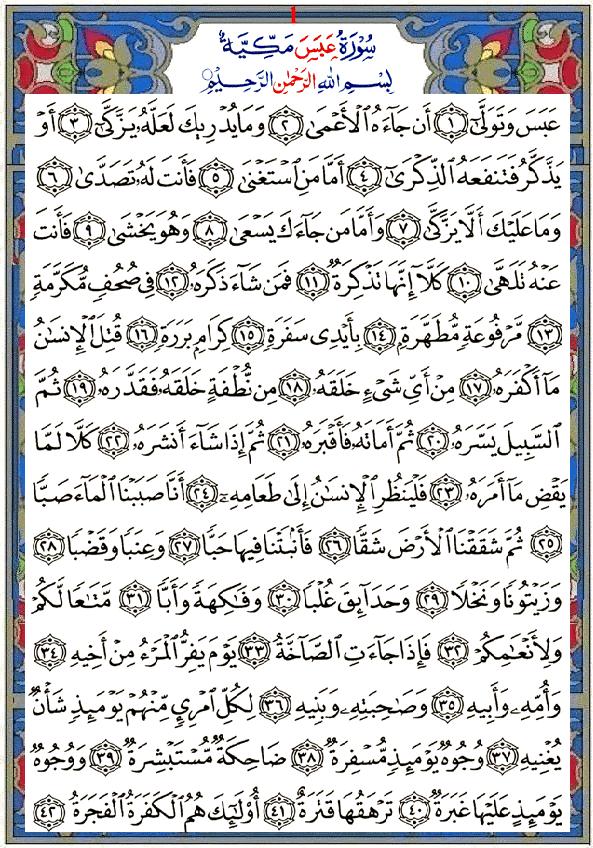 1
سُورَةُ عَبَسَ مَكِّيَّةٌ
بِسْمِ اللهِ الرَّحْمٰنِ الرَّحِيْمِ
عَبَسَ وَتَوَلَّىٰٓ ١ أَن جَآءَهُ ٱلْأَعْمَىٰ ٢ وَمَا يُدْرِيكَ لَعَلَّهُۥ يَزَّكَّىٰٓ ٣ أَوْ
يَذَّكَّرُ فَتَنفَعَهُ ٱلذِّكْرَىٰٓ ٤ أَمَّا مَنِ ٱسْتَغْنَىٰ ٥ فَأَنتَ لَهُۥ تَصَدَّىٰ ٦
وَمَا عَلَيْكَ أَلَّا يَزَّكَّىٰ ٧ وَأَمَّا مَن جَآءَكَ يَسْعَىٰ ٨ وَهُوَ يَخْشَىٰ ٩ فَأَنتَ
عَنْهُ تَلَهَّىٰ ١٠ كَلَّآ إِنَّهَا تَذْكِرَةٌ ١١ فَمَن شَآءَ ذَكَرَهُۥ ١٢ فِى صُحُفٍ مُّكَرَّمَةٍ
١٣ مَّرْفُوعَةٍ مُّطَهَّرَةٍۭ ١٤ بِأَيْدِى سَفَرَةٍ ١٥ كِرَامٍۭ بَرَرَةٍ ١٦ قُتِلَ ٱلْإِنسَٰنُ
مَآ أَكْفَرَهُۥ ١٧ مِنْ أَىِّ شَىْءٍ خَلَقَهُۥ ١٨ مِن نُّطْفَةٍ خَلَقَهُۥ فَقَدَّرَهُۥ ١٩ ثُمَّ
ٱلسَّبِيلَ يَسَّرَهُۥ ٢٠ ثُمَّ أَمَاتَهُۥ فَأَقْبَرَهُۥ ٢١ ثُمَّ إِذَا شَآءَ أَنشَرَهُۥ ٢٢ كَلَّا لَمَّا
يَقْضِ مَآ أَمَرَهُۥ ٢٣ فَلْيَنظُرِ ٱلْإِنسَٰنُ إِلَىٰ طَعَامِهِۦٓ ٢٤ أَنَّا صَبَبْنَا ٱلْمَآءَ صَبًّا
٢٥ ثُمَّ شَقَقْنَا ٱلْأَرْضَ شَقًّا ٢٦ فَأَنۢبَتْنَا فِيهَا حَبًّا ٢٧ وَعِنَبًا وَقَضْبًا ٢٨
وَزَيْتُونًا وَنَخْلًا ٢٩ وَحَدَآئِقَ غُلْبًا ٣٠ وَفَٰكِهَةً وَأَبًّا ٣١ مَّتَٰعًا لَّكُمْ
وَلِأَنْعَٰمِكُمْ ٣٢ فَإِذَا جَآءَتِ ٱلصَّآخَّةُ ٣٣ يَوْمَ يَفِرُّ ٱلْمَرْءُ مِنْ أَخِيهِ ٣٤
وَأُمِّهِۦ وَأَبِيهِ ٣٥ وَصَٰحِبَتِهِۦ وَبَنِيهِ ٣٦ لِكُلِّ ٱمْرِئٍ مِّنْهُمْ يَوْمَئِذٍ شَأْنٌ
يُغْنِيهِ ٣٧ وُجُوهٌ يَوْمَئِذٍ مُّسْفِرَةٌ ٣٨ ضَاحِكَةٌ مُّسْتَبْشِرَةٌ ٣٩ وَوُجُوهٌ
يَوْمَئِذٍ عَلَيْهَا غَبَرَةٌ ٤٠ تَرْهَقُهَا قَتَرَةٌ ٤١ أُو۟لَٰٓئِكَ هُمُ ٱلْكَفَرَةُ ٱلْفَجَرَةُ ٤٢